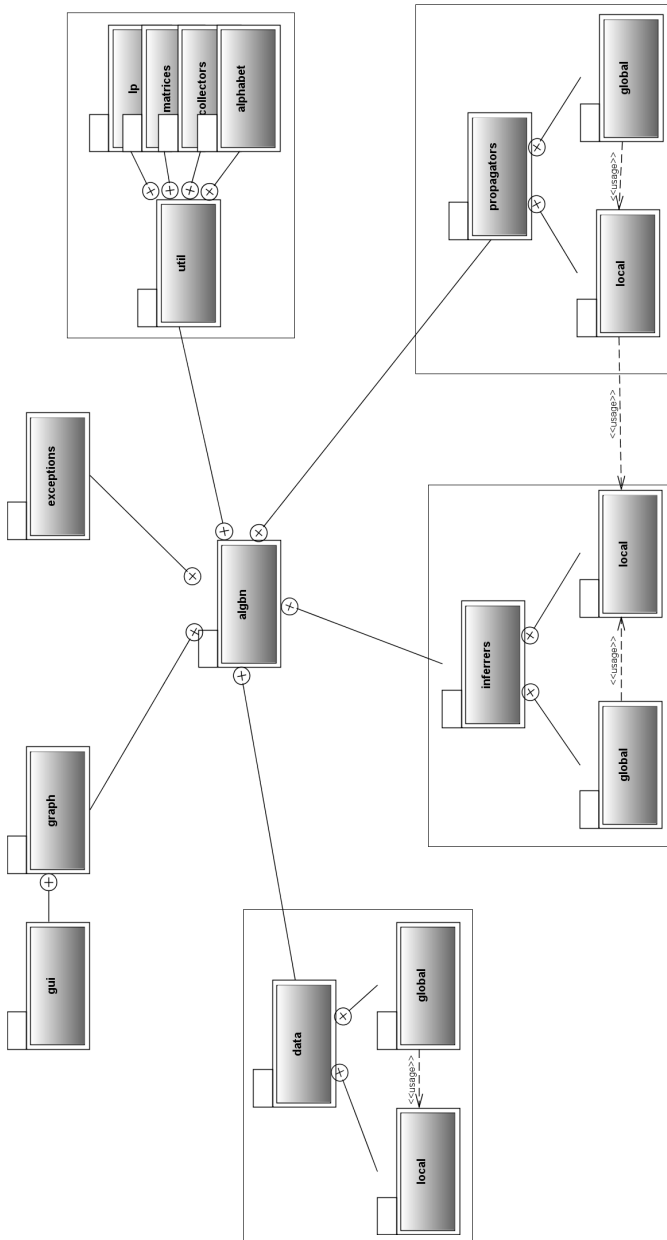 lp
matrices
collectors
alphabet
util
global
propagators
<<usage>>
local
exceptions
<<usage>>
algbn
local
inferrers
<<usage>>
global
graph
gui
data
global
<<usage>>
local